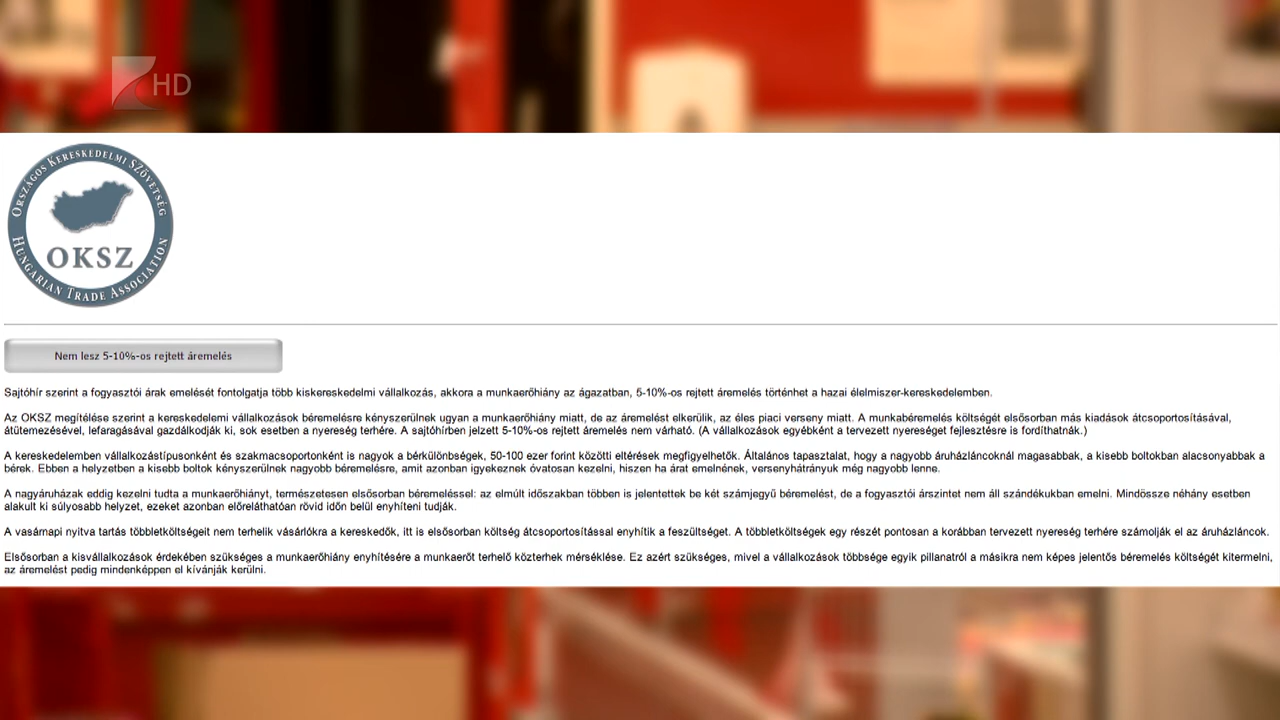 HD
ORSZÁGOS KERESKEDELMI SZÖVETSÉG
OKSZ
HUNGARIAN TRADE ASSOCIATION
Nem lesz 5-10%-os rejtett áremelés
Sajtóhír szerint a fogyasztói árak emelését fontolgatja több kiskereskedelmi vállalkozás, akkora a munkaerőhiány az ágazatban, 5-10%-os rejtett áremelés történhet a hazai élelmiszer-kereskedelemben.
Az OKSZ megítélése szerint a kereskedelemi vállalkozások béremelésre kényszerülnek ugyan a munkaerőhiány miatt, de az áremelést elkerülik, az éles piaci verseny miatt. A munkabéremelés költségét elsősorban más kiadások átcsoportosításával,
átütemezésével, lefaragásával gazdálkodják ki, sok esetben a nyereség terhére. A sajtóhírben jelzett 5-10%-os rejtett áremelés nem várható. (A vállalkozások egyébként a tervezett nyereséget fejlesztésre is fordíthatnák.)
A kereskedelemben vállalkozástípusonként és szakmacsoportonként is nagyok a bérkülönbségek, 50-100 ezer forint közötti eltérések megfigyelhetők. Általános tapasztalat, hogy a nagyobb áruházláncoknál magasabbak, a kisebb boltokban alacsonyabbak a
bérek. Ebben a helyzetben a kisebb boltok kényszerülnek nagyobb béremelésre, amit azonban igyekeznek óvatosan kezelni, hiszen ha árat emelnének, versenyhátrányuk még nagyobb lenne.
A nagyáruházak eddig kezelni tudta a munkaerőhiányt, természetesen elsősorban béremeléssel: az elmúlt időszakban többen is jelentettek be két számjegyű béremelést, de a fogyasztói árszintet nem áll szándékukban emelni. Mindössze néhány esetben
alakult ki súlyosabb helyzet, ezeket azonban előreláthatóan rövid időn belül enyhíteni tudják.
A vasárnapi nyitva tartás többletköltségeit nem terhelik vásárlókra a kereskedők, itt is elsősorban költség átcsoportosítással enyhítik a feszültséget. A többletköltségek egy részét pontosan a korábban tervezett nyereség terhére számolják el az áruházláncok.
Elsősorban a kisvállalkozások érdekében szükséges a munkaerőhiány enyhítésére a munkaerőt terhelő közterhek mérséklése. Ez azért szükséges, mivel a vállalkozások többsége egyik pillanatról a másikra nem képes jelentős béremelés költségét kitermelni,
az áremelést pedig mindenképpen el kívánják kerülni.